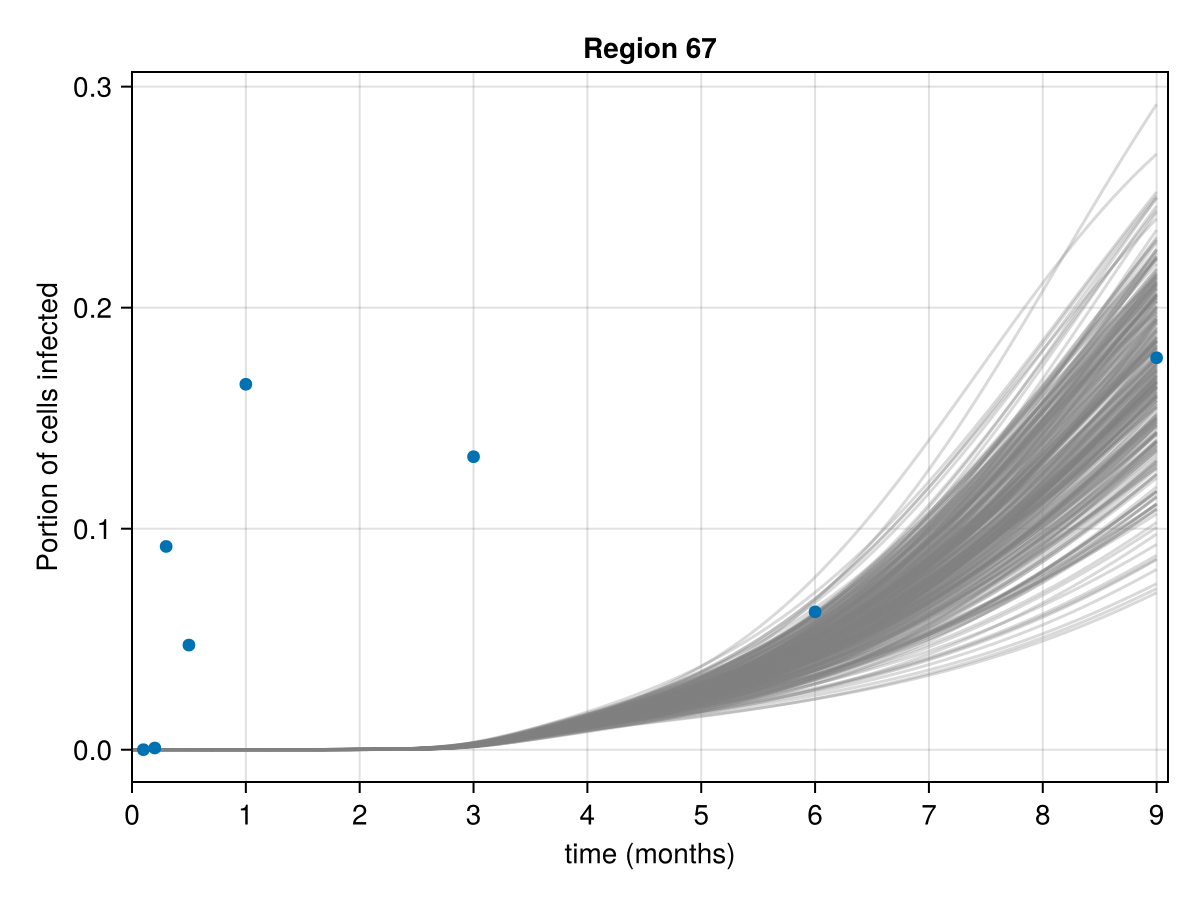 Region 67
0.3
0.2
0.1
0.0
Portion of cells infected
0 1 2 3 4 5 6 7 8 9
time (months)